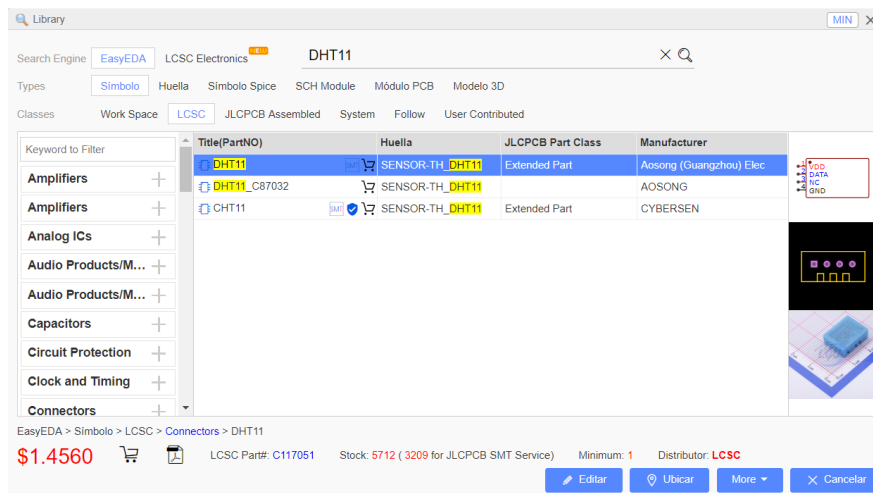 Library MIN
Search Engine EasyEDA LCSC Electronics NEW DHT11
Types Símbolo Huella Símbolo Spice SCH Module Módulo PCB Modelo 3D
Classes Work Space LCSC JLCPCB Assembled System Follow User Contributed
Keyword to Filter
Amplifiers
Amplifiers
Analog ICs
Audio Products/M...
Audio Products/M...
Capacitors
Circuit Protection
Clock and Timing
Connectors
Title(PartNO) Huella JLCPCB Part Class Manufacturer
DHT11 SMT SENSOR-TH_DHT11 Extended Part Aosong (Guangzhou) Elec
DHT11_C87032 SENSOR-TH_DHT11 AOSONG
CHT11 SMT SENSOR-TH_DHT11 Extended Part CYBERSEN
1 VDD
2 DATA
3 NC
4 GND
EasyEDA > Símbolo > LCSC > Connectors > DHT11
$1.4560 LCSC Part#: C117051 Stock: 5712 ( 3209 for JLCPCB SMT Service) Minimum: 1 Distributor: LCSC
Editar Ubicar More Cancelar